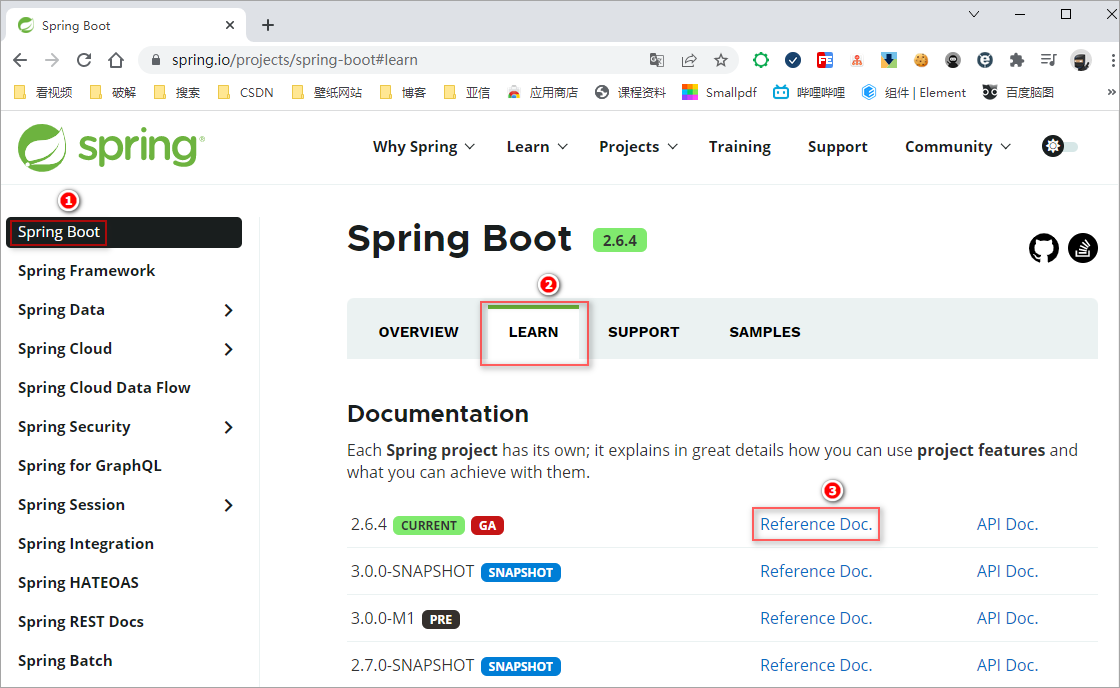 Spring Boot
spring.io/projects/spring-boot#learn
看视频 破解 搜索 CSDN 壁纸网站 博客 亚信 应用商店 课程资料 Smallpdf 哔哩哔哩 组件 | Element 百度脑图 »
spring®
Why Spring Learn Projects Training Support Community
1
Spring Boot
Spring Framework
Spring Data
Spring Cloud
Spring Cloud Data Flow
Spring Security
Spring for GraphQL
Spring Session
Spring Integration
Spring HATEOAS
Spring REST Docs
Spring Batch
Spring Boot 2.6.4
2
OVERVIEW LEARN SUPPORT SAMPLES
Documentation
Each Spring project has its own; it explains in great details how you can use project features and
what you can achieve with them.
3
2.6.4 CURRENT GA Reference Doc. API Doc.
3.0.0-SNAPSHOT SNAPSHOT Reference Doc. API Doc.
3.0.0-M1 PRE Reference Doc. API Doc.
2.7.0-SNAPSHOT SNAPSHOT Reference Doc. API Doc.